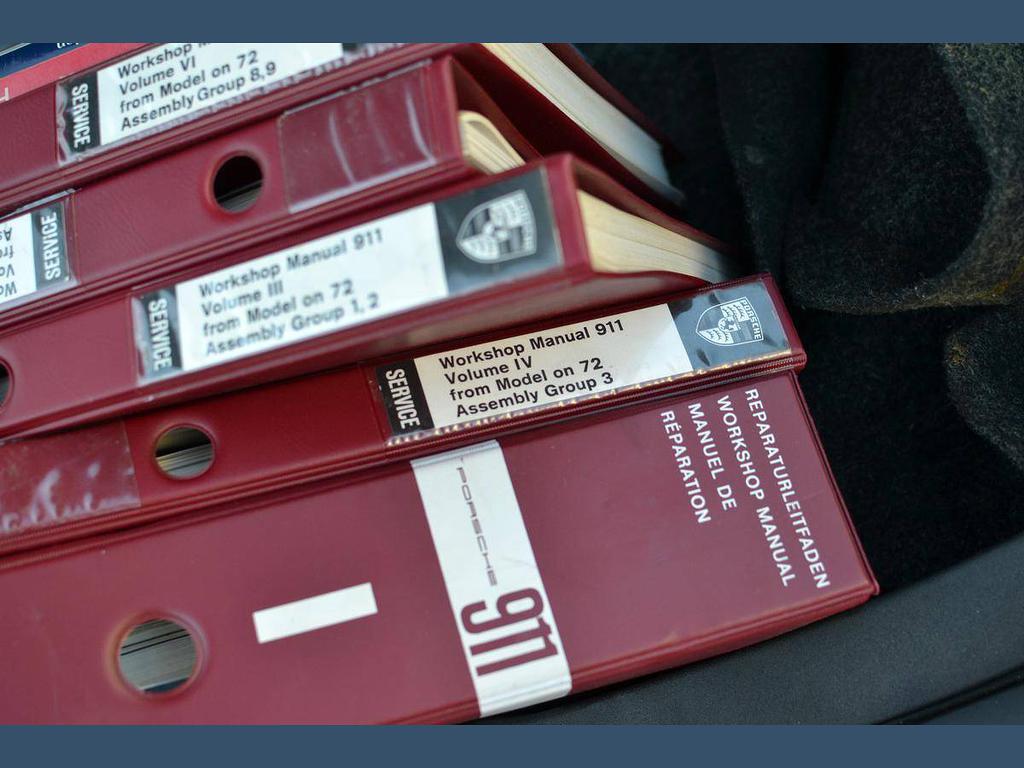 Workshop
Volume VI
from Model on 72
Assembly Group 8,9
SERVICE
SERVICE
Workshop Manual 911
Volume III
from Model on 72
Assembly Group 1, 2
SERVICE
PORSCHE
Workshop Manual 911
Volume IV
from Model on 72
Assembly Group 3
SERVICE
PORSCHE
REPARATURLEITFADEN
WORKSHOP MANUAL
MANUEL DE
RÉPARATION
PORSCHE
911